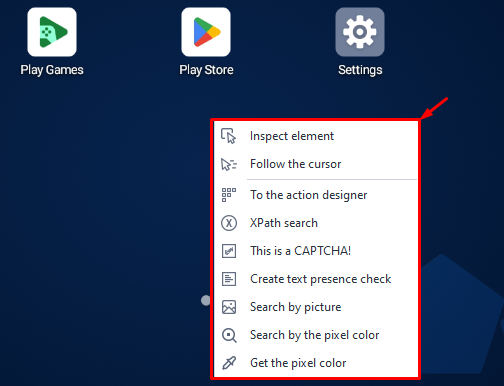 Play Games Play Store Settings
Inspect element
Follow the cursor
To the action designer
XPath search
This is a CAPTCHA!
Create text presence check
Search by picture
Search by the pixel color
Get the pixel color